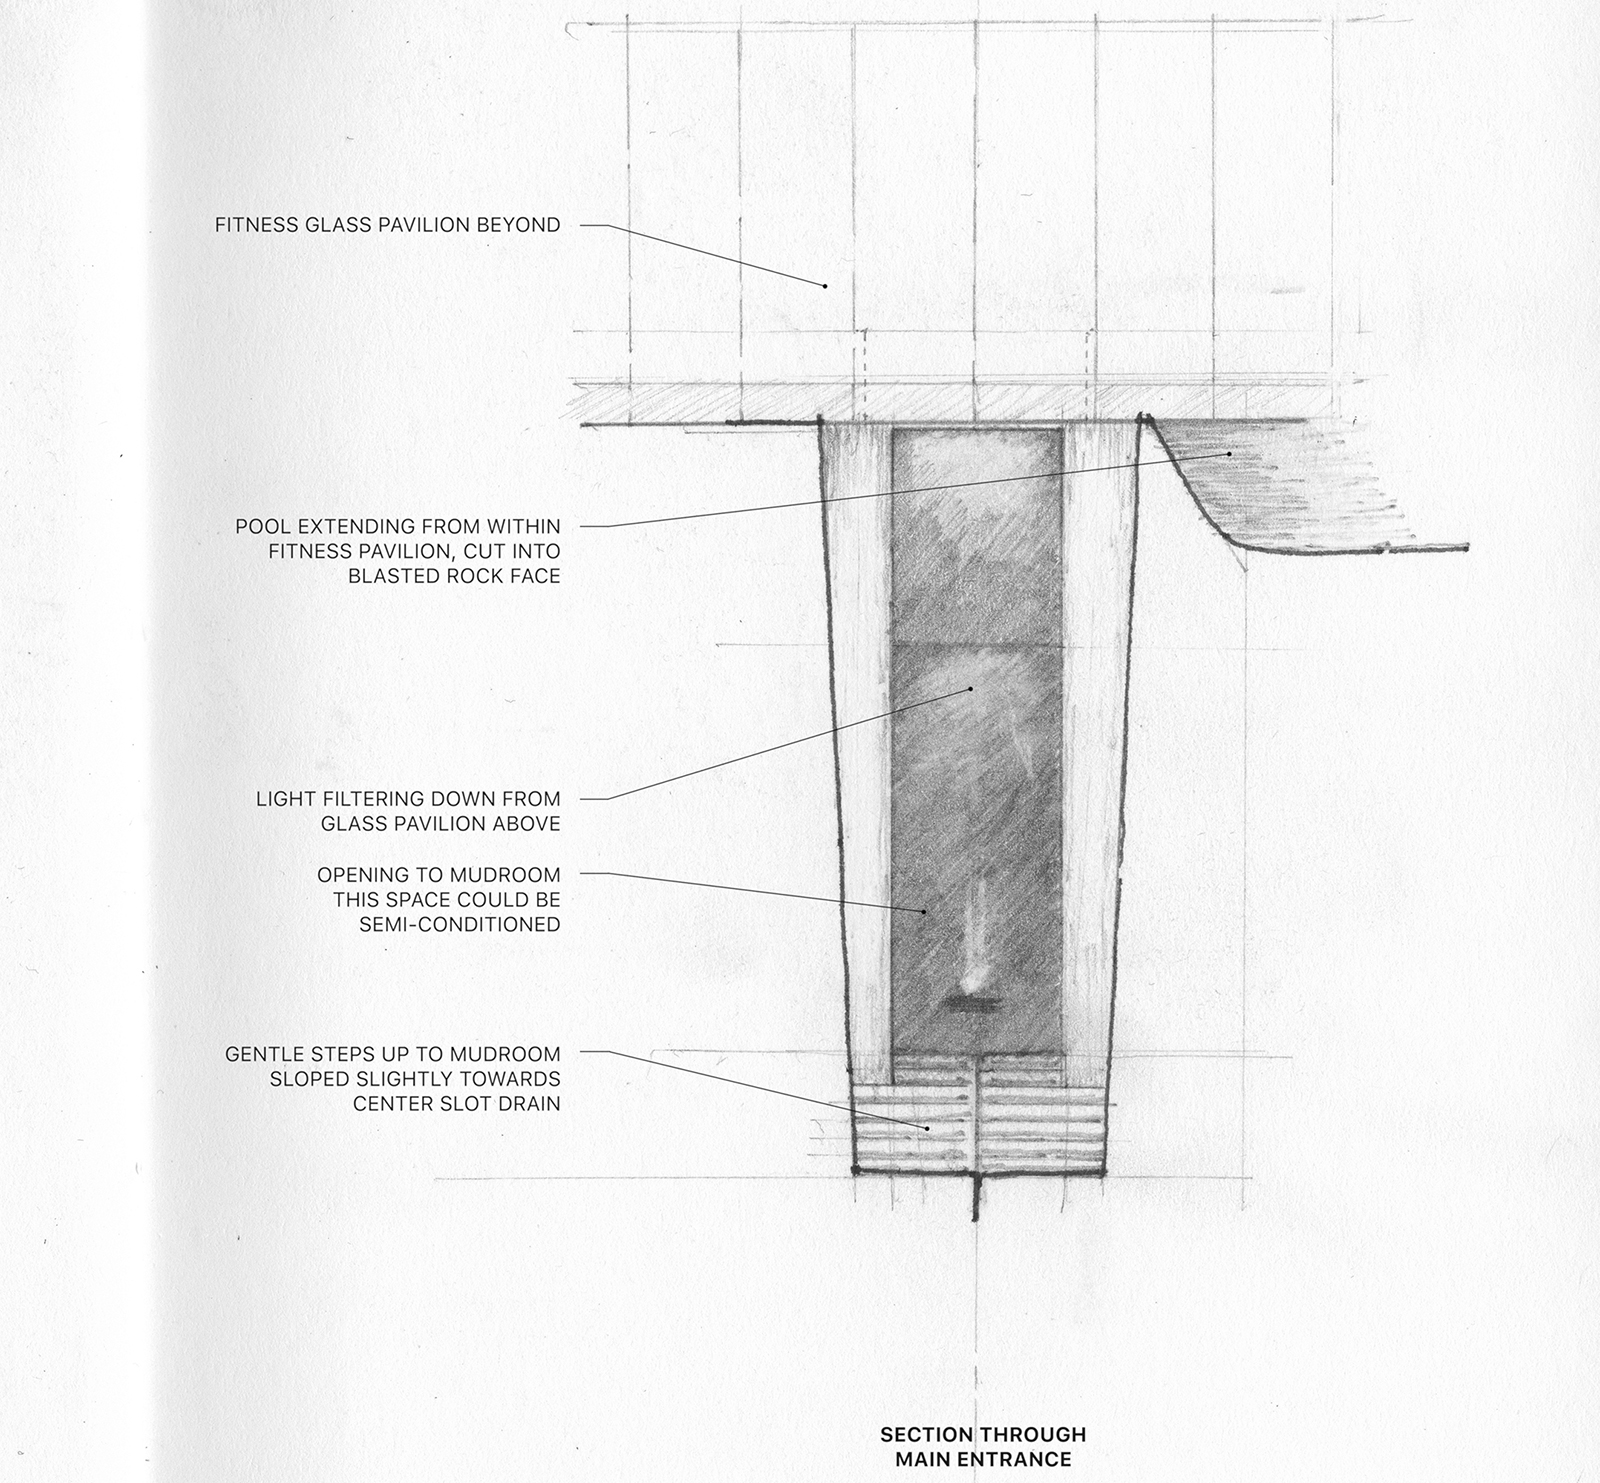 FITNESS GLASS PAVILION BEYOND
POOL EXTENDING FROM WITHIN
FITNESS PAVILION, CUT INTO
BLASTED ROCK FACE
LIGHT FILTERING DOWN FROM
GLASS PAVILION ABOVE
OPENING TO MUDROOM
THIS SPACE COULD BE
SEMI-CONDITIONED
GENTLE STEPS UP TO MUDROOM
SLOPED SLIGHTLY TOWARDS
CENTER SLOT DRAIN
SECTION THROUGH
MAIN ENTRANCE